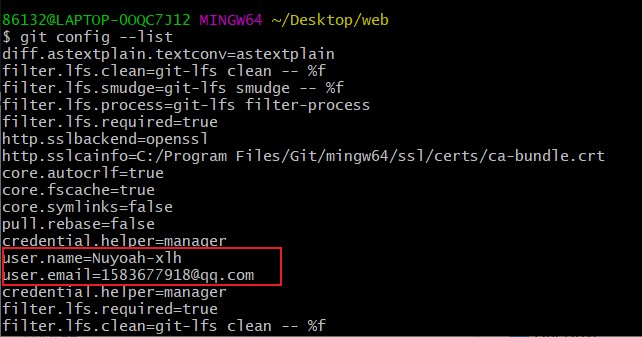 86132@LAPTOP-OOQC7J12 MINGW64 ~/Desktop/web
$ git config --list
diff.astextplain.textconv=astextplain
filter.lfs.clean=git-lfs clean -- %f
filter.lfs.smudge=git-lfs smudge -- %f
filter.lfs.process=git-lfs filter-process
filter.lfs.required=true
http.sslbackend=openssl
http.sslcainfo=C:/Program Files/Git/mingw64/ssl/certs/ca-bundle.crt
core.autocrlf=true
core.fscache=true
core.symlinks=false
pull.rebase=false
credential.helper=manager
user.name=Nuyoah-xlh
user.email=1583677918@qq.com
credential.helper=manager
filter.lfs.required=true
filter.lfs.clean=git-lfs clean -- %f